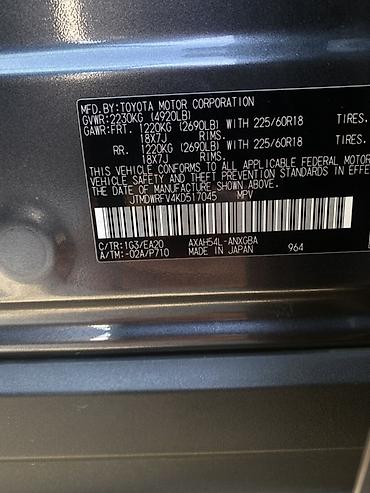 MFD.BY:TOYOTA MOTOR CORPORATION
GVWR:2230KG (4920LB)
GAWR:FRT. 1220KG (2690LB) WITH 225/60R18 TIRES.
18X7J RIMS.
RR. 1220KG (2690LB) WITH 225/60R18 TIRES.
18X7J RIMS.
THIS VEHICLE CONFORMS TO ALL APPLICABLE FEDERAL MOTOR
VEHICLE SAFETY AND THEFT PREVENTION STANDARDS IN EFFE
THE DATE OF MANUFACTURE SHOWN ABOVE.
JTMDWRFV4KD517045 MPV
C/TR:1G3/EA20 AXAH54L-ANXGBA
A/TM:-02A/P710 MADE IN JAPAN 964